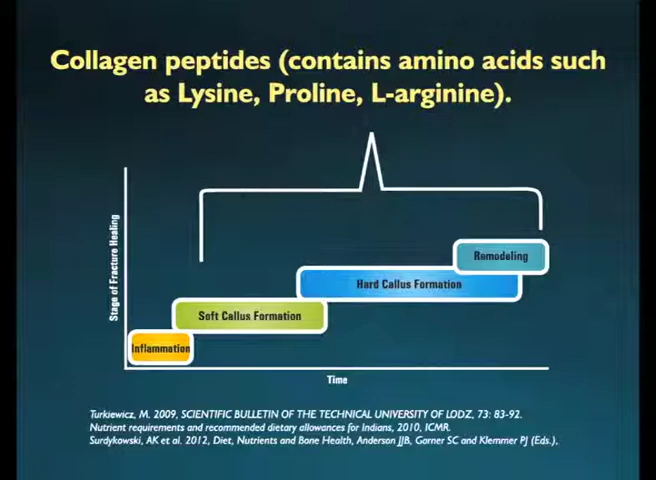 Collagen peptides (contains amino acids such
as Lysine, Proline, L-arginine).
Stage of Fracture Healing
Remodeling
Hard Callus Formation
Soft Callus Formation
Inflammation
Time
Turkiewicz, M. 2009, SCIENTIFIC BULLETIN OF THE TECHNICAL UNIVERSITY OF LODZ, 73: 83-92.
Nutrient requirements and recommended dietary allowances for Indians, 2010, ICMR.
Surdykowski, AK et al. 2012, Diet, Nutrients and Bone Health, Anderson JJB, Garner SC and Klemmer PJ (Eds.),